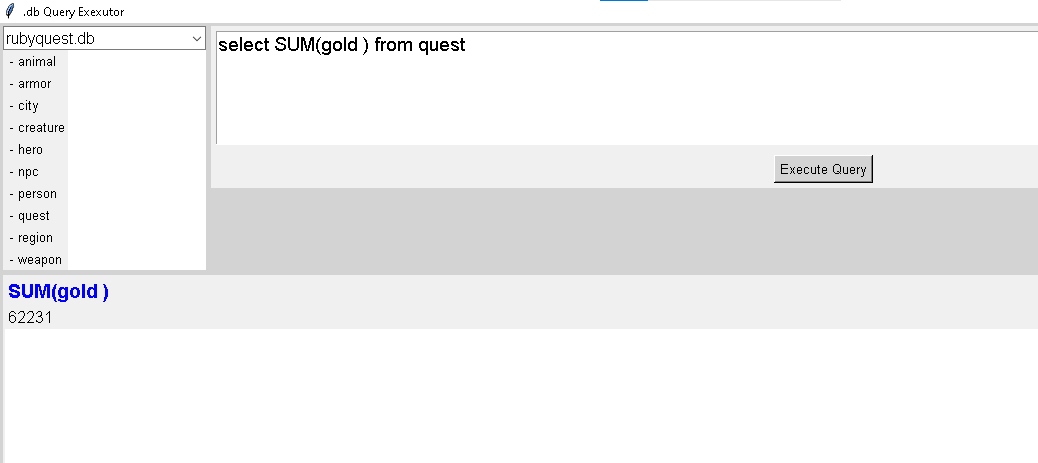 .db Query Exexutor
rubyquest.db
- animal
- armor
- city
- creature
- hero
- npc
- person
- quest
- region
- weapon
select SUM(gold ) from quest
Execute Query
SUM(gold )
62231